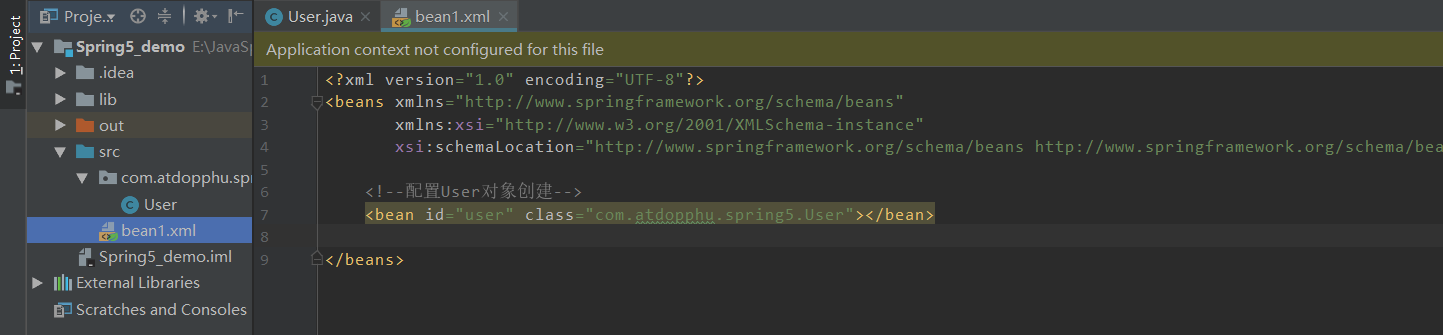 1: Project
Proje...
User.java
bean1.xml
Spring5_demo E:\JavaSp
Application context not configured for this file
.idea
lib
out
src
com.atdopphu.spr
User
bean1.xml
Spring5_demo.iml
External Libraries
Scratches and Consoles
1 <?xml version="1.0" encoding="UTF-8"?>
2 <beans xmlns="http://www.springframework.org/schema/beans"
3 xmlns:xsi="http://www.w3.org/2001/XMLSchema-instance"
4 xsi:schemaLocation="http://www.springframework.org/schema/beans http://www.springframework.org/schema/bea
5
6 <!--配置User对象创建-->
7 <bean id="user" class="com.atdopphu.spring5.User"></bean>
8
9 </beans>